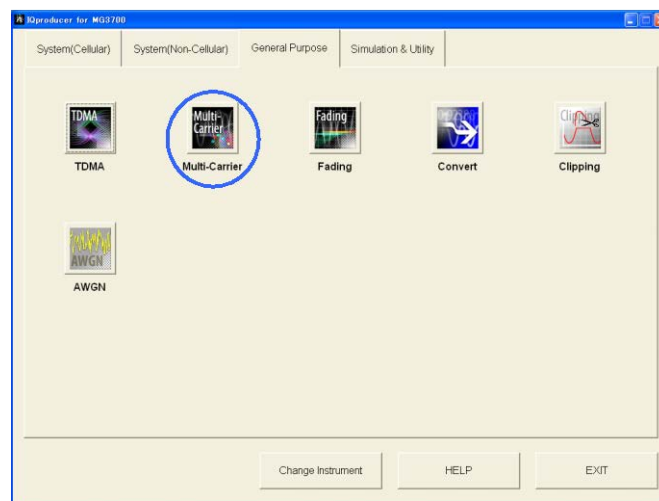 IQproducer for MG3700
System(Cellular) System(Non-Cellular) General Purpose Simulation & Utility
TDMA Multi-Carrier Fading Clipping
TDMA Multi-Carrier Fading Convert Clipping
AWGN
AWGN
Change Instrument HELP EXIT